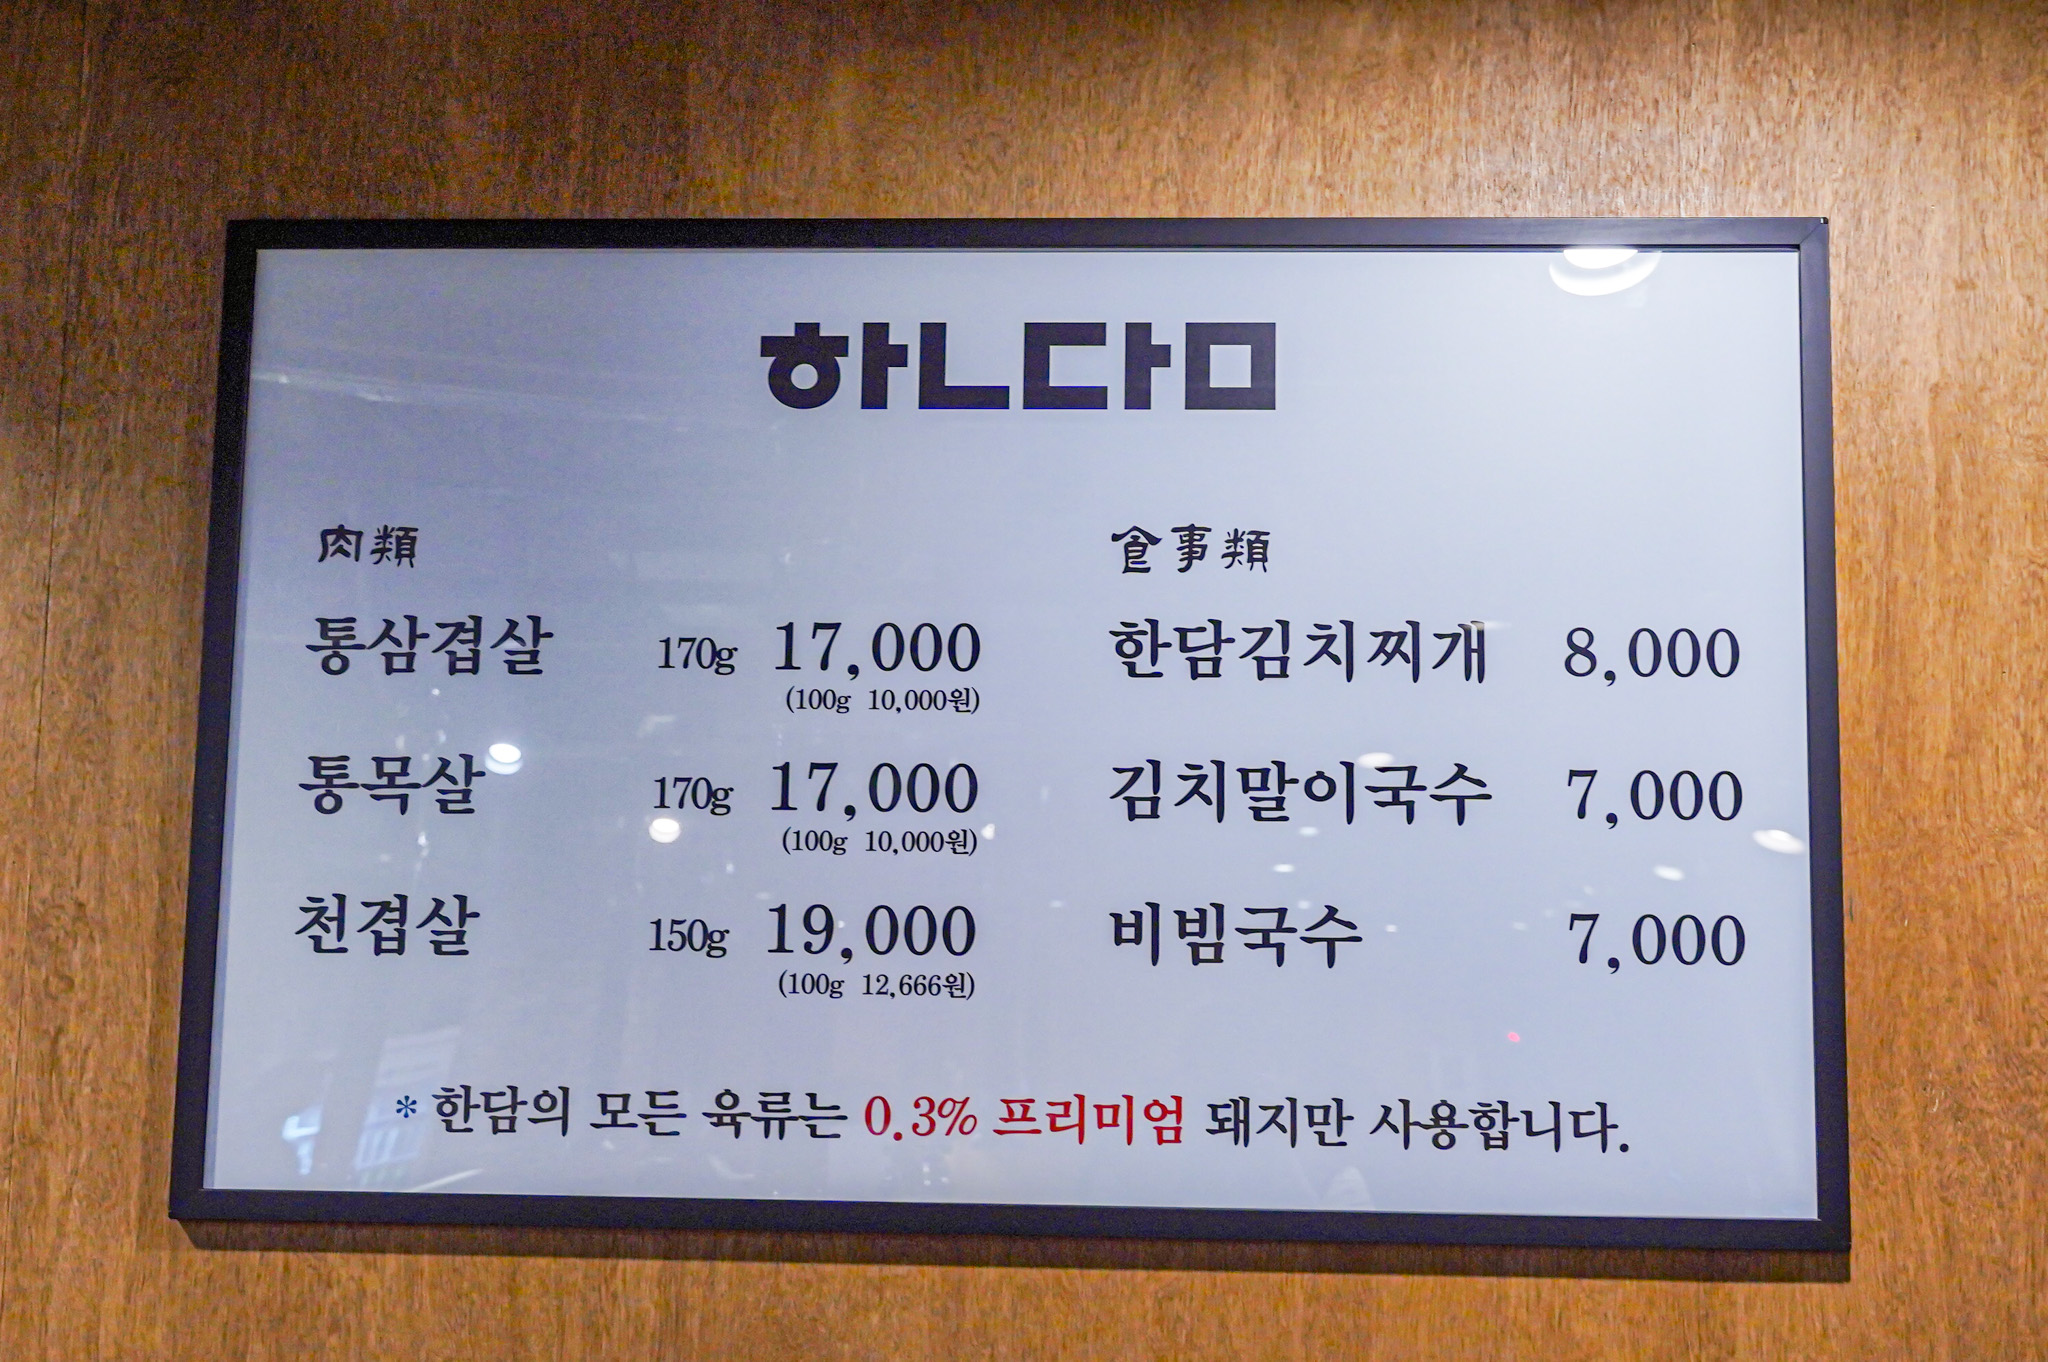 하ㄴ다ㅁ
肉類
통삼겹살 170g 17,000
(100g 10,000원)
통목살 170g 17,000
(100g 10,000원)
천겹살 150g 19,000
(100g 12,666원)
食事類
한담김치찌개 8,000
김치말이국수 7,000
비빔국수 7,000
* 한담의 모든 육류는 0.3% 프리미엄 돼지만 사용합니다.